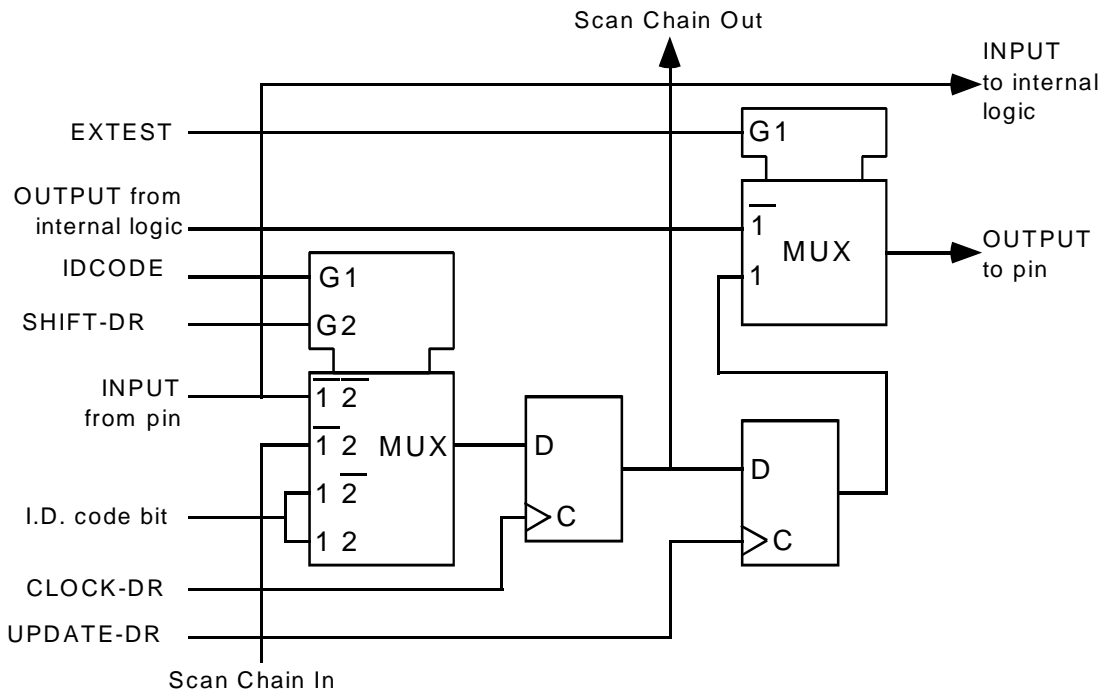 Scan Chain Out
INPUT
to internal
logic
EXTEST
G1
OUTPUT from
internal logic
1
MUX
1
OUTPUT
to pin
IDCODE
G1
SHIFT-DR
G2
INPUT
from pin
1 2
1 2
MUX
1 2
1 2
I.D. code bit
D
C
D
C
CLOCK-DR
UPDATE-DR
Scan Chain In